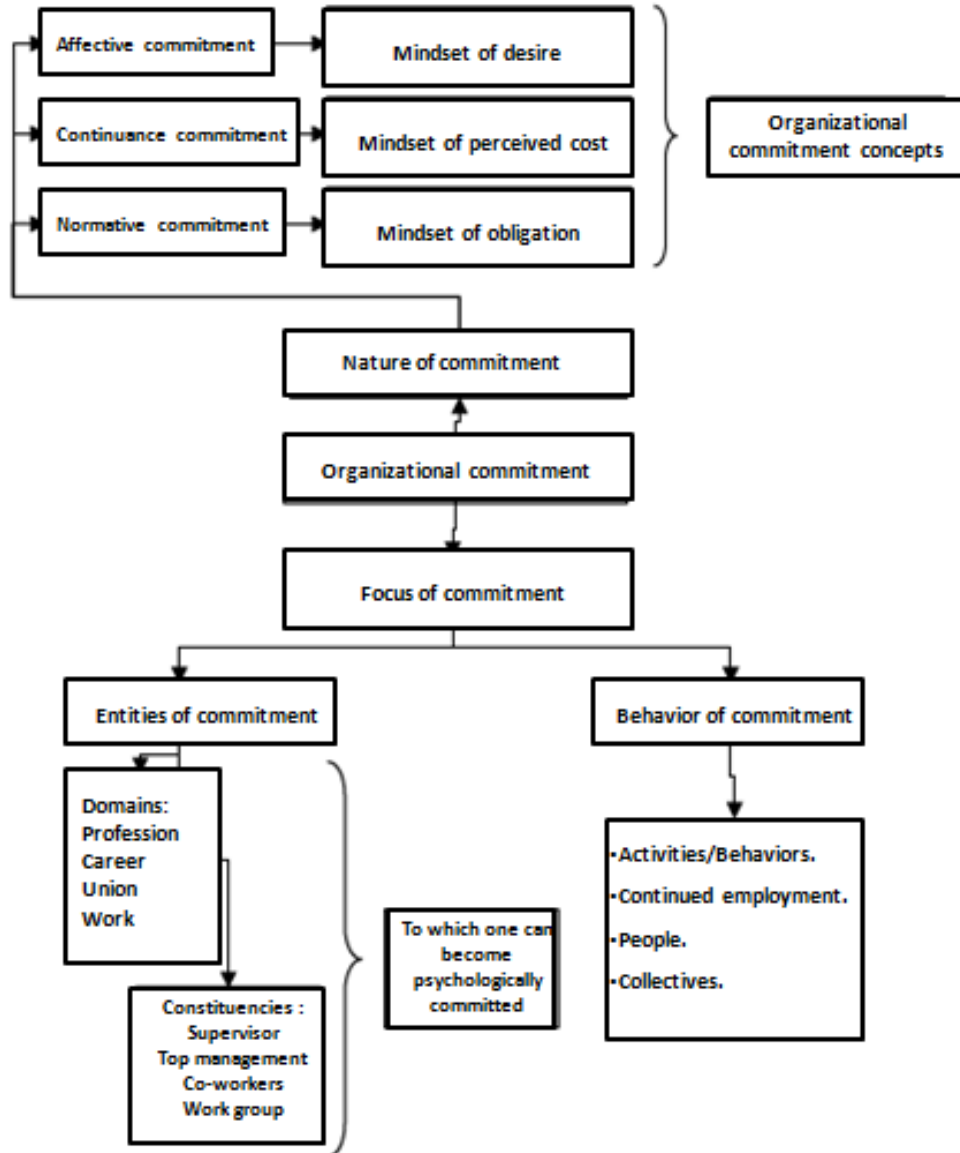 Affective commitment
Mindset of desire
Continuance commitment
Mindset of perceived cost
Organizational
commitment concepts
Normative commitment
Mindset of obligation
Nature of commitment
Organizational commitment
Focus of commitment
Entities of commitment
Behavior of commitment
Domains:
Profession
Career
Union
Work
Constituencies :
Supervisor
Top management
Co-workers
Work group
To which one can
become
psychologically
committed
•Activities/Behaviors.
•Continued employment.
•People.
•Collectives.